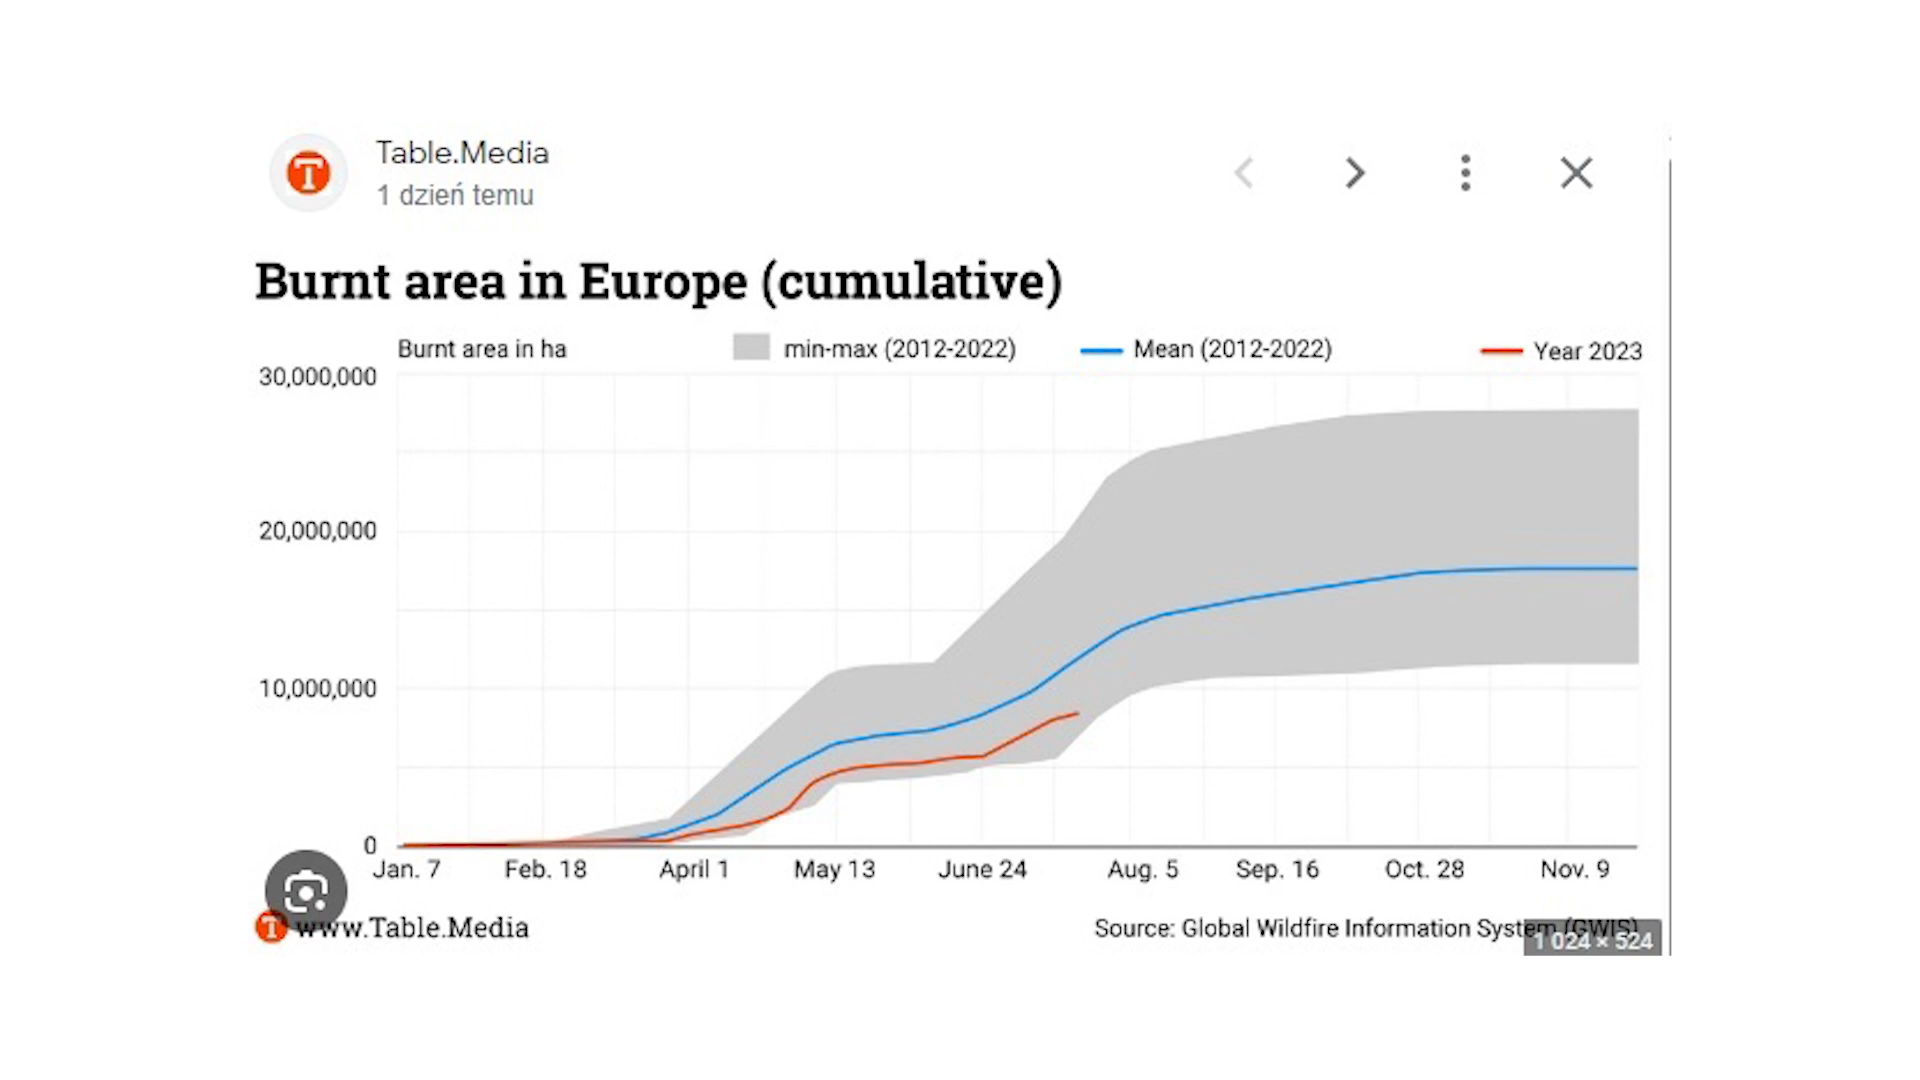 Table.Media
1 dzień temu
Burnt area in Europe (cumulative)
Burnt area in ha
min-max (2012-2022)
Mean (2012-2022)
Year 2023
30,000,000
20,000,000
10,000,000
0
Jan. 7 Feb. 18 April 1 May 13 June 24 Aug. 5 Sep. 16 Oct. 28 Nov. 9
www.Table.Media
Source: Global Wildfire Information System (GWIS)
1 024 × 524